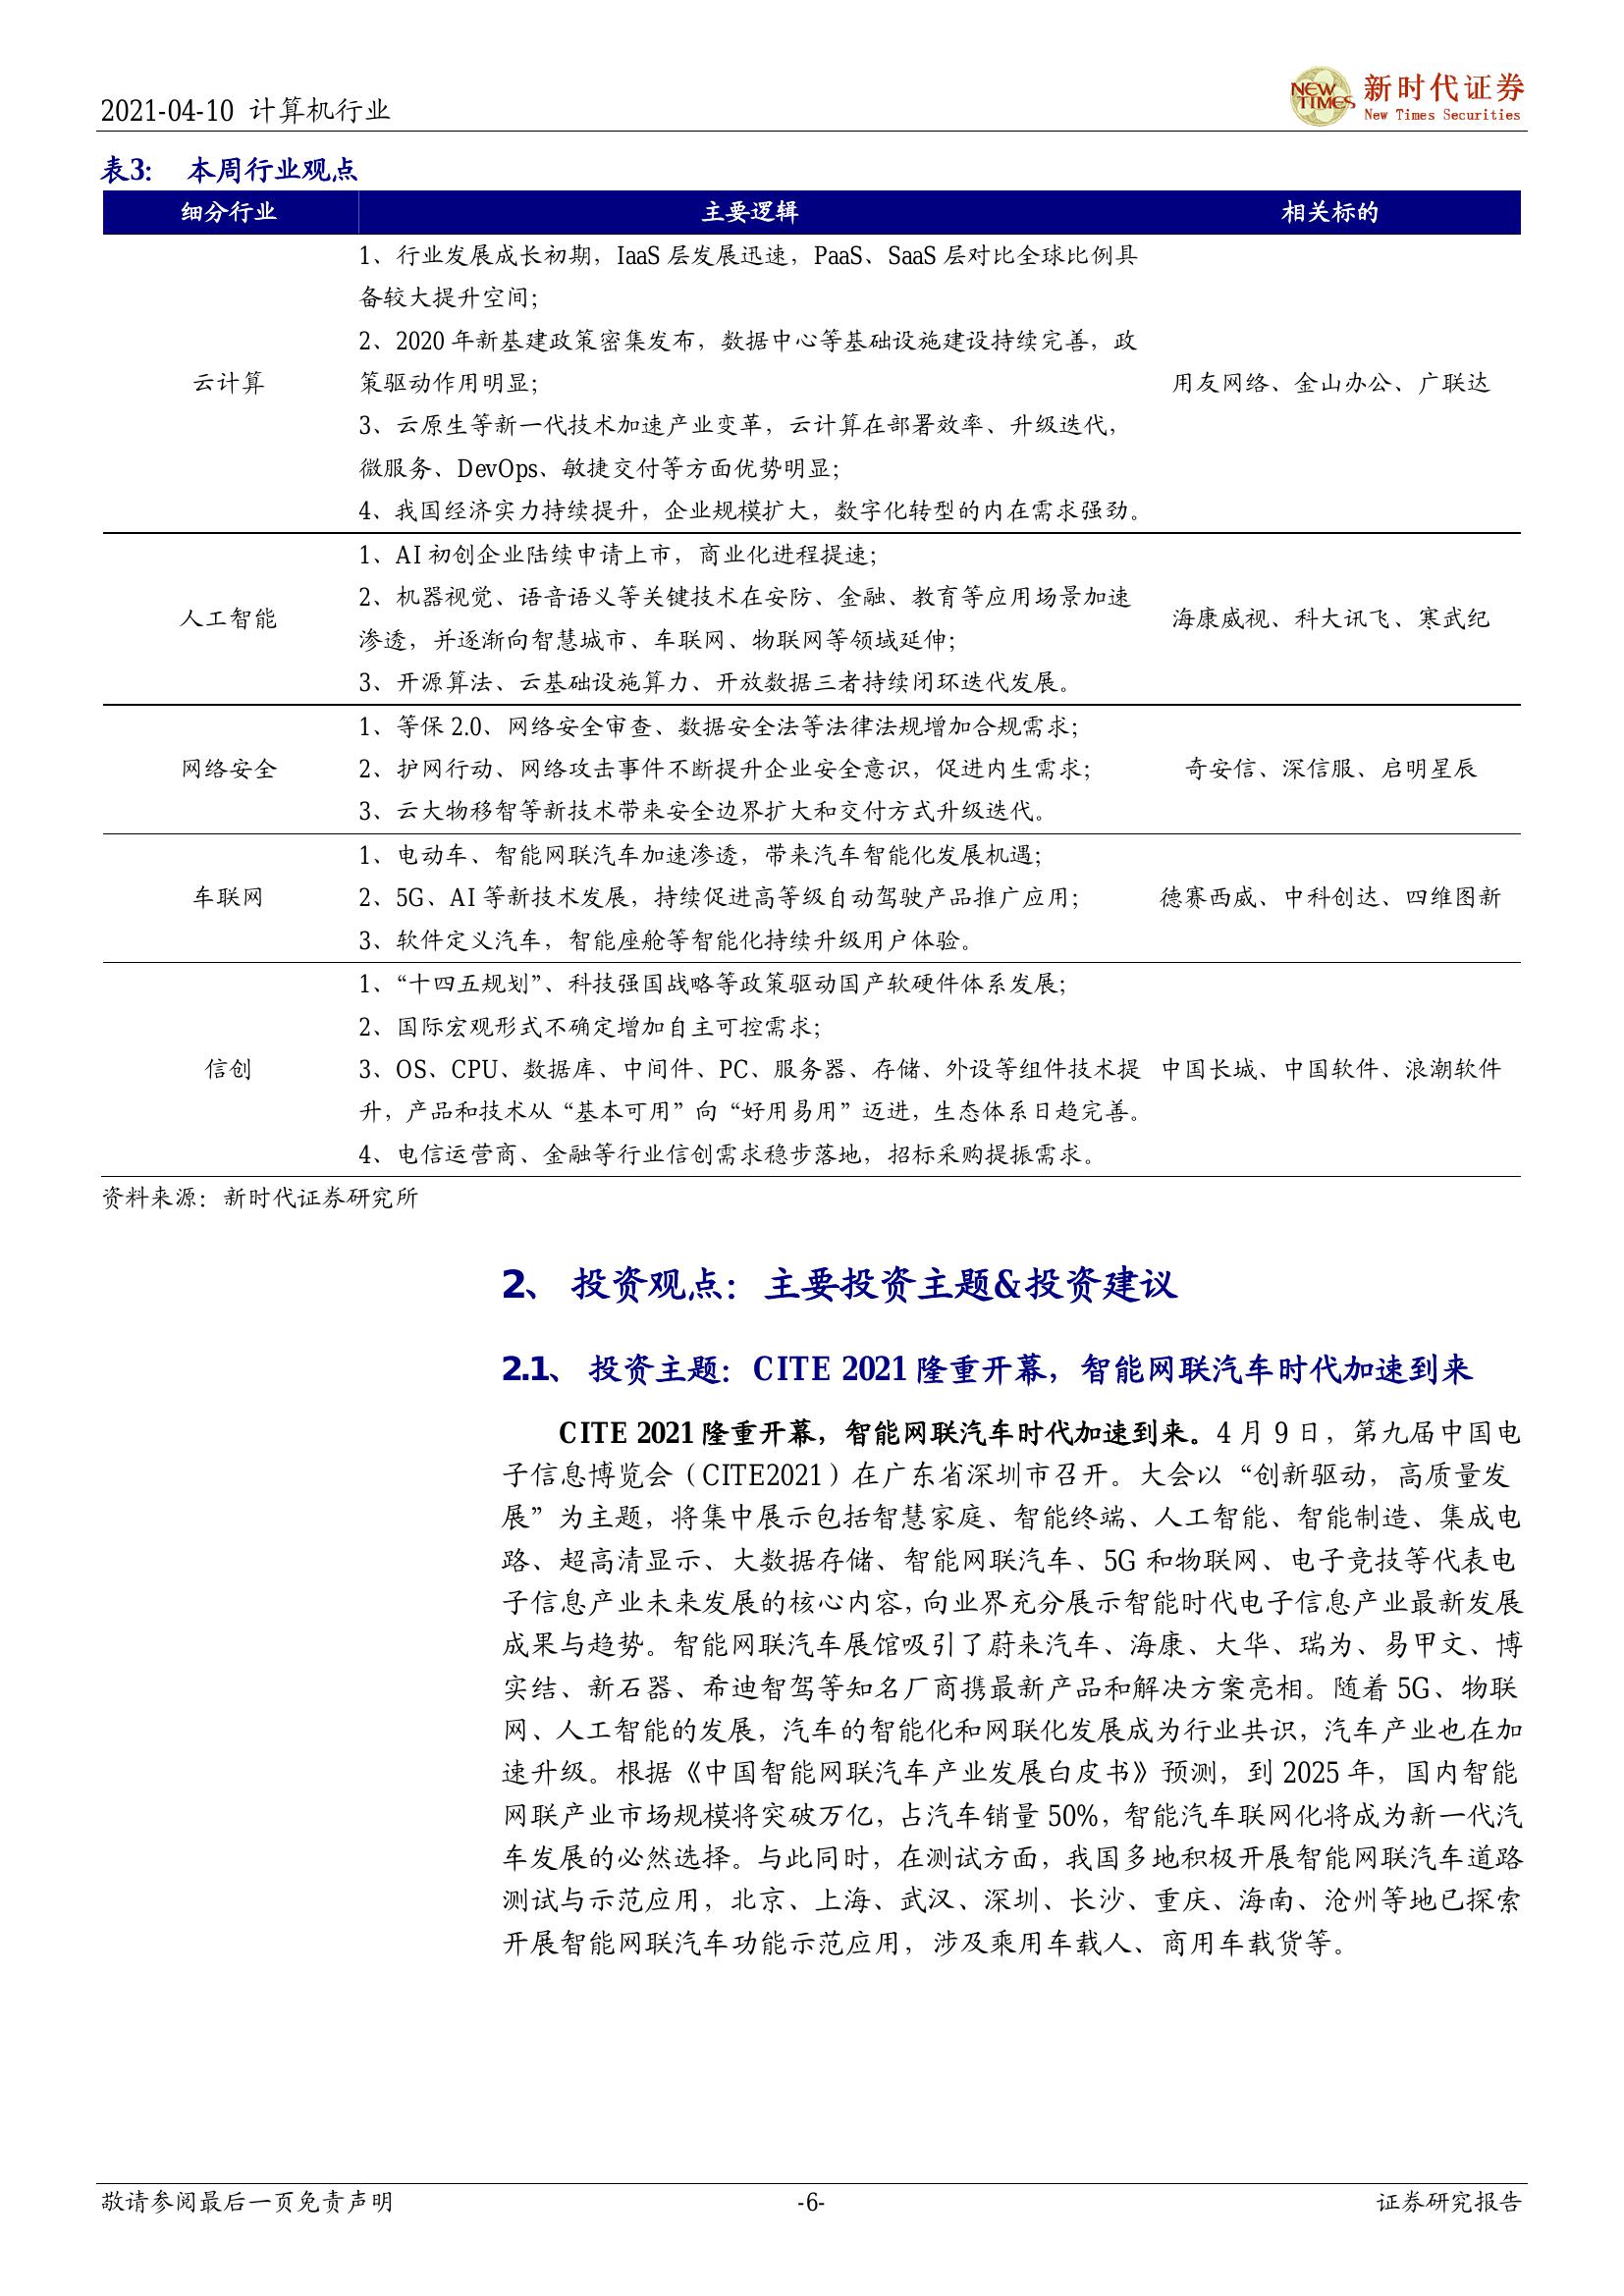 2021-04-10 计算机行业
NEW TIMES
新时代证券
New Times Securities
表3: 本周行业观点
细分行业 主要逻辑 相关标的
云计算
1、行业发展成长初期，IaaS 层发展迅速，PaaS、SaaS 层对比全球比例具
备较大提升空间；
2、2020 年新基建政策密集发布，数据中心等基础设施建设持续完善，政
策驱动作用明显；
3、云原生等新一代技术加速产业变革，云计算在部署效率、升级迭代，
微服务、DevOps、敏捷交付等方面优势明显；
4、我国经济实力持续提升，企业规模扩大，数字化转型的内在需求强劲。
用友网络、金山办公、广联达
人工智能
1、AI 初创企业陆续申请上市，商业化进程提速；
2、机器视觉、语音语义等关键技术在安防、金融、教育等应用场景加速
渗透，并逐渐向智慧城市、车联网、物联网等领域延伸；
3、开源算法、云基础设施算力、开放数据三者持续闭环迭代发展。
海康威视、科大讯飞、寒武纪
网络安全
1、等保 2.0、网络安全审查、数据安全法等法律法规增加合规需求；
2、护网行动、网络攻击事件不断提升企业安全意识，促进内生需求；
3、云大物移智等新技术带来安全边界扩大和交付方式升级迭代。
奇安信、深信服、启明星辰
车联网
1、电动车、智能网联汽车加速渗透，带来汽车智能化发展机遇；
2、5G、AI 等新技术发展，持续促进高等级自动驾驶产品推广应用；
3、软件定义汽车，智能座舱等智能化持续升级用户体验。
德赛西威、中科创达、四维图新
信创
1、“十四五规划”、科技强国战略等政策驱动国产软硬件体系发展；
2、国际宏观形式不确定增加自主可控需求；
3、OS、CPU、数据库、中间件、PC、服务器、存储、外设等组件技术提
升，产品和技术从“基本可用”向“好用易用”迈进，生态体系日趋完善。
4、电信运营商、金融等行业信创需求稳步落地，招标采购提振需求。
中国长城、中国软件、浪潮软件
资料来源：新时代证券研究所
2、 投资观点：主要投资主题&投资建议
2.1、 投资主题：CITE 2021 隆重开幕，智能网联汽车时代加速到来
CITE 2021 隆重开幕，智能网联汽车时代加速到来。4 月 9 日，第九届中国电
子信息博览会（CITE2021）在广东省深圳市召开。大会以“创新驱动，高质量发
展”为主题，将集中展示包括智慧家庭、智能终端、人工智能、智能制造、集成电
路、超高清显示、大数据存储、智能网联汽车、5G 和物联网、电子竞技等代表电
子信息产业未来发展的核心内容，向业界充分展示智能时代电子信息产业最新发展
成果与趋势。智能网联汽车展馆吸引了蔚来汽车、海康、大华、瑞为、易甲文、博
实结、新石器、希迪智驾等知名厂商携最新产品和解决方案亮相。随着 5G、物联
网、人工智能的发展，汽车的智能化和网联化发展成为行业共识，汽车产业也在加
速升级。根据《中国智能网联汽车产业发展白皮书》预测，到 2025 年，国内智能
网联产业市场规模将突破万亿，占汽车销量 50%，智能汽车联网化将成为新一代汽
车发展的必然选择。与此同时，在测试方面，我国多地积极开展智能网联汽车道路
测试与示范应用，北京、上海、武汉、深圳、长沙、重庆、海南、沧州等地已探索
开展智能网联汽车功能示范应用，涉及乘用车载人、商用车载货等。
敬请参阅最后一页免责声明 -6- 证券研究报告